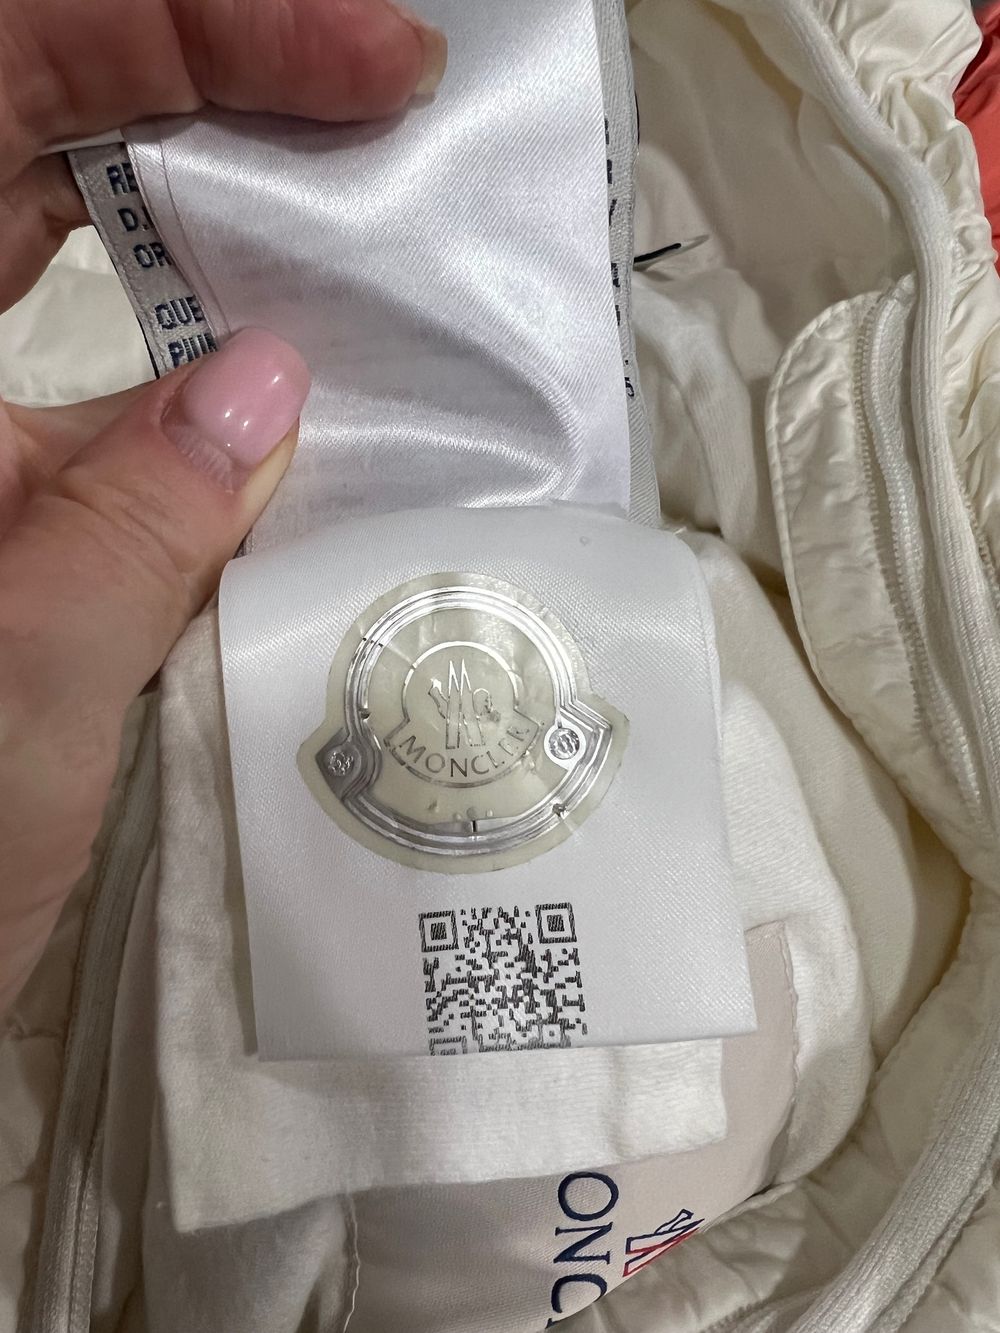 RE
D.
OR
QUE
PIUM
MONCLER
ONC